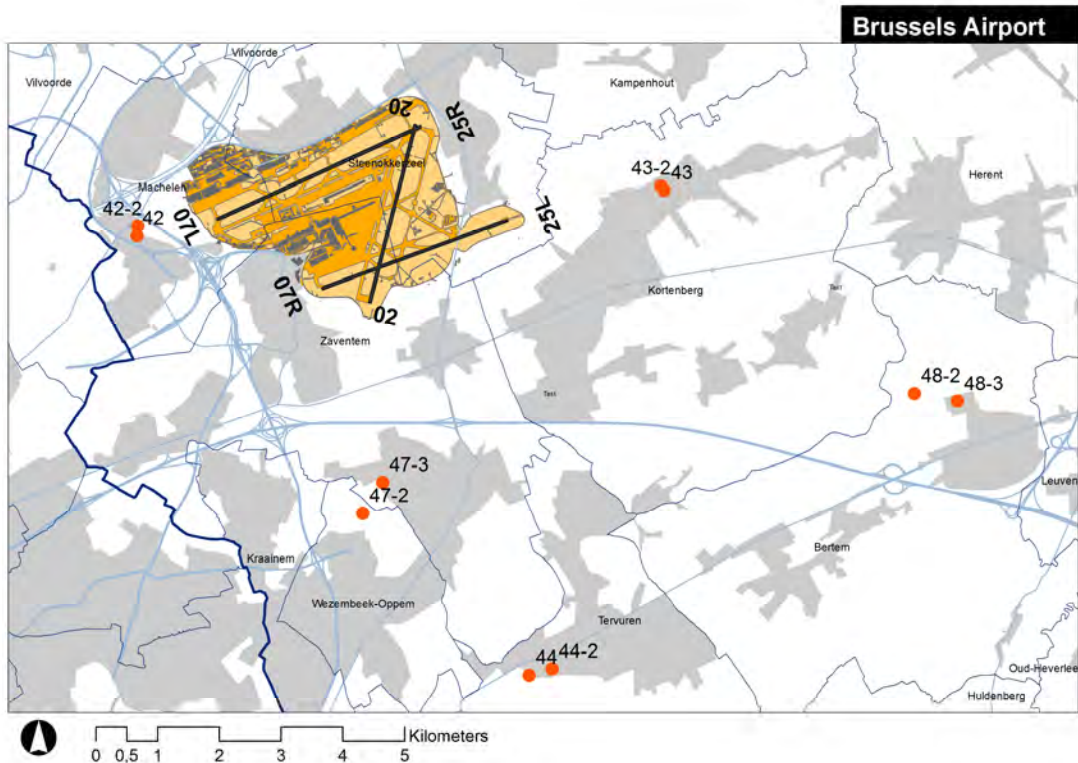 Brussels Airport
Vilvoorde
Vilvoorde
Kampenhout
20
25R
Steenokkerzeel
Machelen
43-2 43
Herent
42-2
42
07L
25L
Kortenberg
Test
07R
02
Zaventem
48-2
48-3
Test
47-3
47-2
Leuven
Bertem
Kraainem
Wezembeek-Oppem
Tervuren
44 44-2
Oud-Heverlee
Huldenberg
Kilometers
0 0,5 1 2 3 4 5